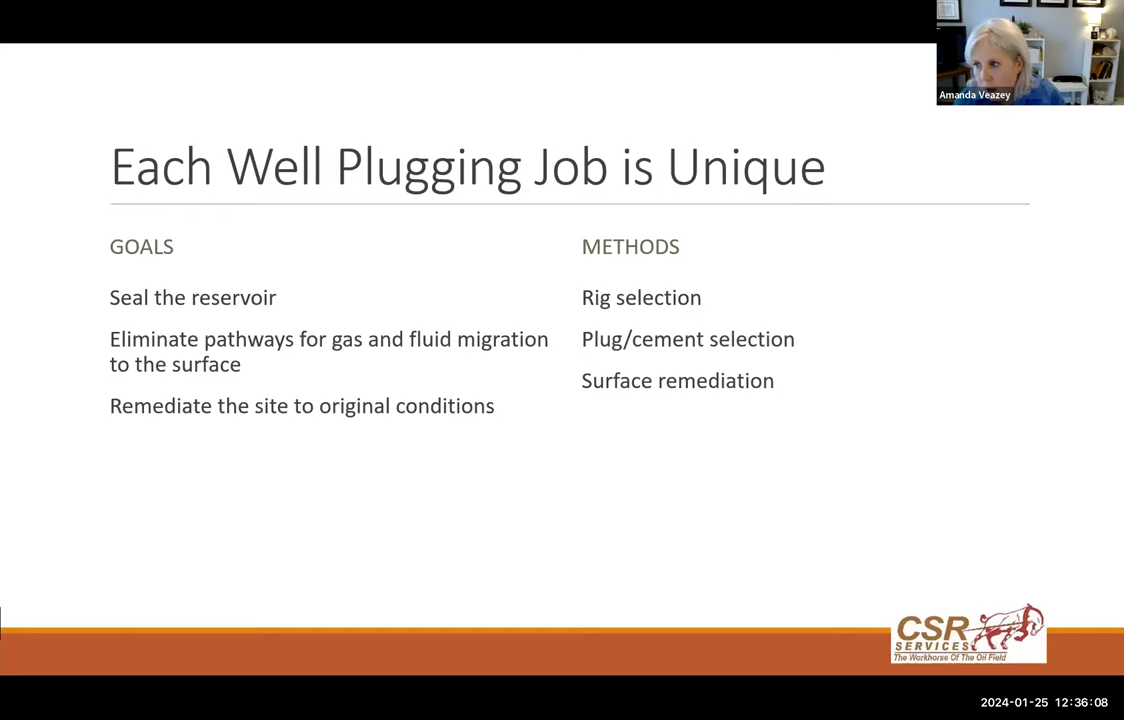 Amanda Veazey
Each Well Plugging Job is Unique
GOALS
Seal the reservoir
Eliminate pathways for gas and fluid migration
to the surface
Remediate the site to original conditions
METHODS
Rig selection
Plug/cement selection
Surface remediation
CSR
SERVICES
The Workhorse Of The Oil Field
2024-01-25 12:36:08